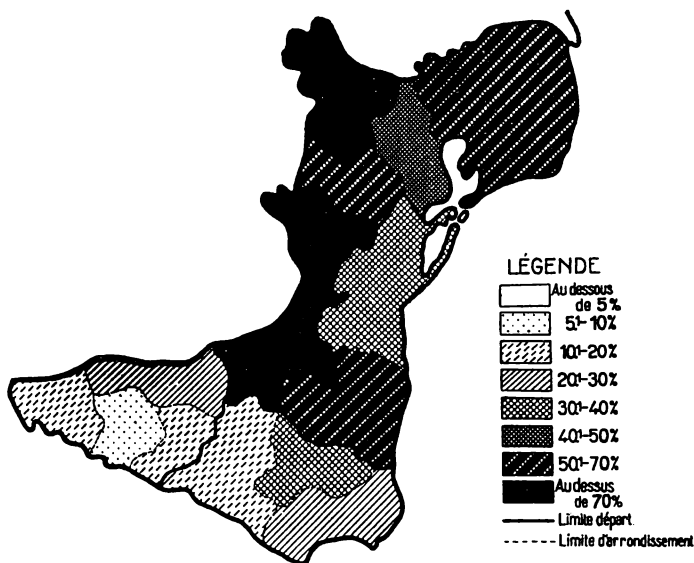 LÉGENDE
Au dessous
de 5%
5.1-10%
10.1-20%
20.1-30%
30.1-40%
40.1-50%
50.1-70%
Au dessus
de 70%
Limite départ.
Limite d'arrondissement